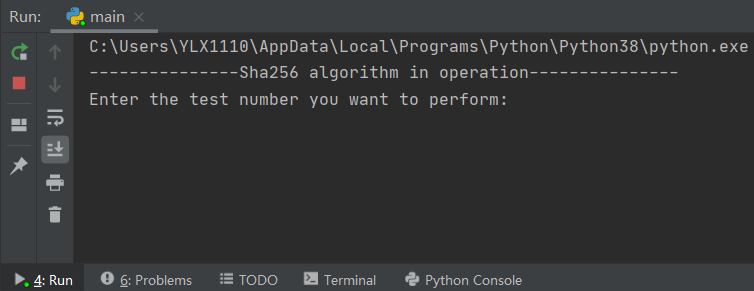 Run: main
C:\Users\YLX1110\AppData\Local\Programs\Python\Python38\python.exe
---------------Sha256 algorithm in operation---------------
Enter the test number you want to perform:
4: Run 6: Problems TODO Terminal Python Console